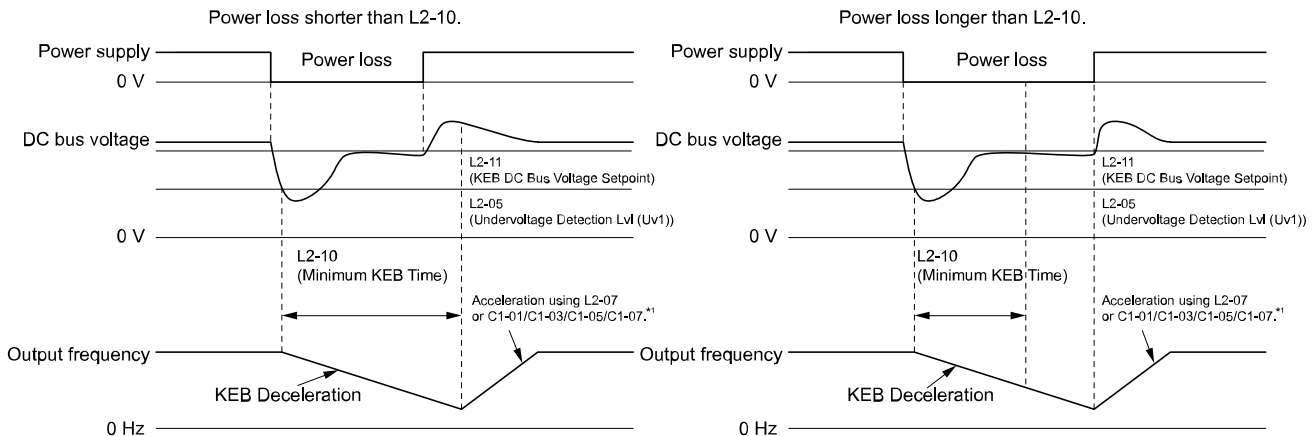 Power loss shorter than L2-10.
Power supply
Power loss
0 V
DC bus voltage
L2-11
(KEB DC Bus Voltage Setpoint)
L2-05
(Undervoltage Detection Lvl (Uv1))
0 V
L2-10
(Minimum KEB Time)
Acceleration using L2-07
or C1-01/C1-03/C1-05/C1-07.*1
Output frequency
KEB Deceleration
0 Hz
Power loss longer than L2-10.
Power supply
Power loss
0 V
DC bus voltage
L2-11
(KEB DC Bus Voltage Setpoint)
L2-05
(Undervoltage Detection Lvl (Uv1))
0 V
L2-10
(Minimum KEB Time)
Acceleration using L2-07
or C1-01/C1-03/C1-05/C1-07.*1
Output frequency
KEB Deceleration
0 Hz